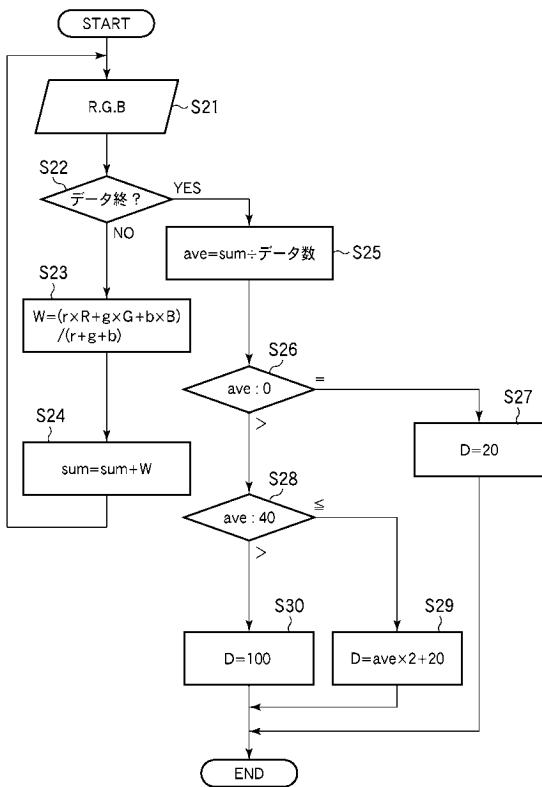 START
R.G.B
S21
S22
データ終？
YES
NO
S23
W=(r×R+g×G+b×B)
/(r+g+b)
S24
sum=sum+W
ave=sum÷データ数
S25
S26
ave : 0
=
>
S27
D=20
S28
ave : 40
≦
>
S30
D=100
S29
D=ave×2+20
END